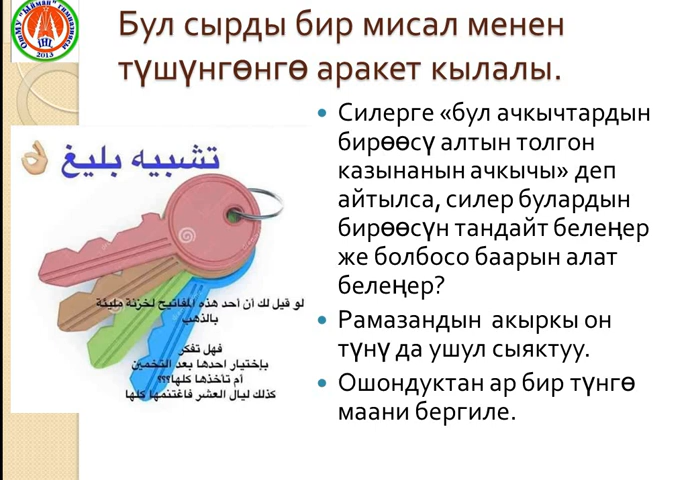 Бул сырды бир мисал менен
түшүнгөнгө аракет кылалы.
تشبيه بليغ
لو قيل لك أن أحد هذه المفاتيح لخزنة مليئة
بالذهب
فهل تفكر
بإختيار احدها بعد التخمين
أم تأخذها كلها؟؟؟
كذلك ليال العشر فاغتنمها كلها
• Силерге «бул ачкычтардын
бирөөсү алтын толгон
казынанын ачкычы» деп
айтылса, силер булардын
бирөөсүн тандайт белеңер
же болбосо баарын алат
белеңер?
• Рамазандын акыркы он
түнү да ушул сыяктуу.
• Ошондуктан ар бир түнгө
маани бергиле.